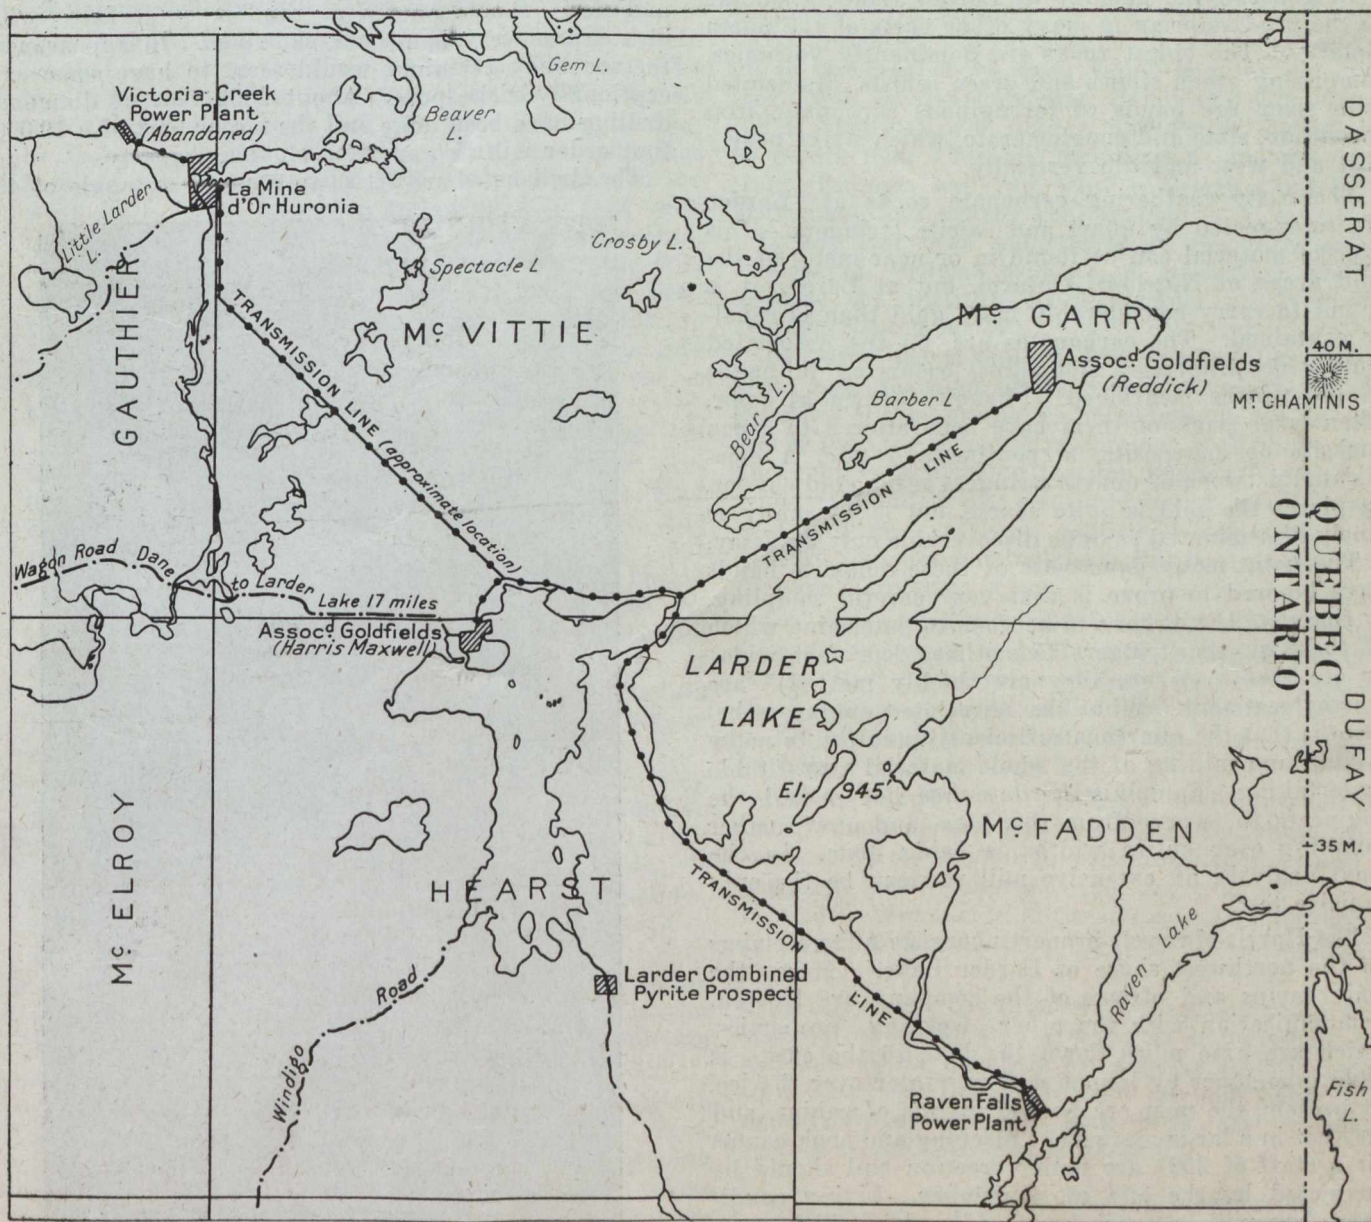 Gem L.
Victoria Creek
Power Plant
(Abandoned)
Beaver
L.
DASSERAT
La Mine
d'Or Huronia
Little Larder
L.
Crosby L.
Spectacle L
GAUTHIER
TRANSMISSION LINE (approximate location)
Mc VITTIE
Mc GARRY
40 M.
Assocd Goldfields
(Reddick)
MT CHAMINIS
Bear L.
Barber L
TRANSMISSION LINE
QUEBEC
ONTARIO
Wagon Road Dane to Larder Lake 17 miles
Assocd Goldfields
(Harris Maxwell)
LARDER
LAKE
El. 945'
DUFAY
Mc ELROY
Mc FADDEN
35 M.
HEARST
TRANSMISSION LINE
Raven Lake
Larder Combined
Pyrite Prospect
Windigo Road
Raven Falls
Power Plant
Fish
L.